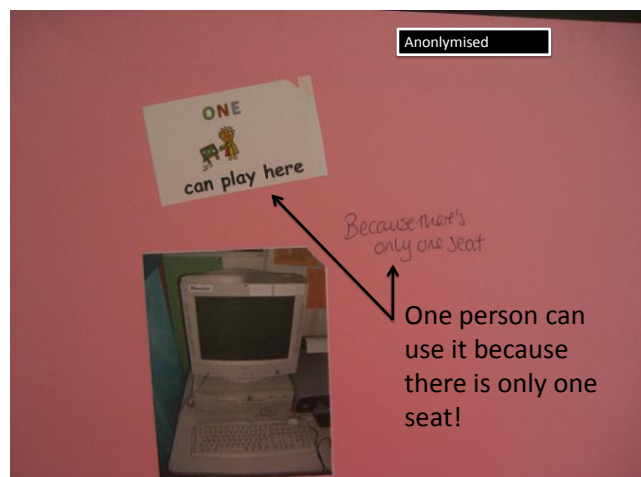 Anonlymised
ONE
can play here
Because there's
only one seat
One person can
use it because
there is only one
seat!